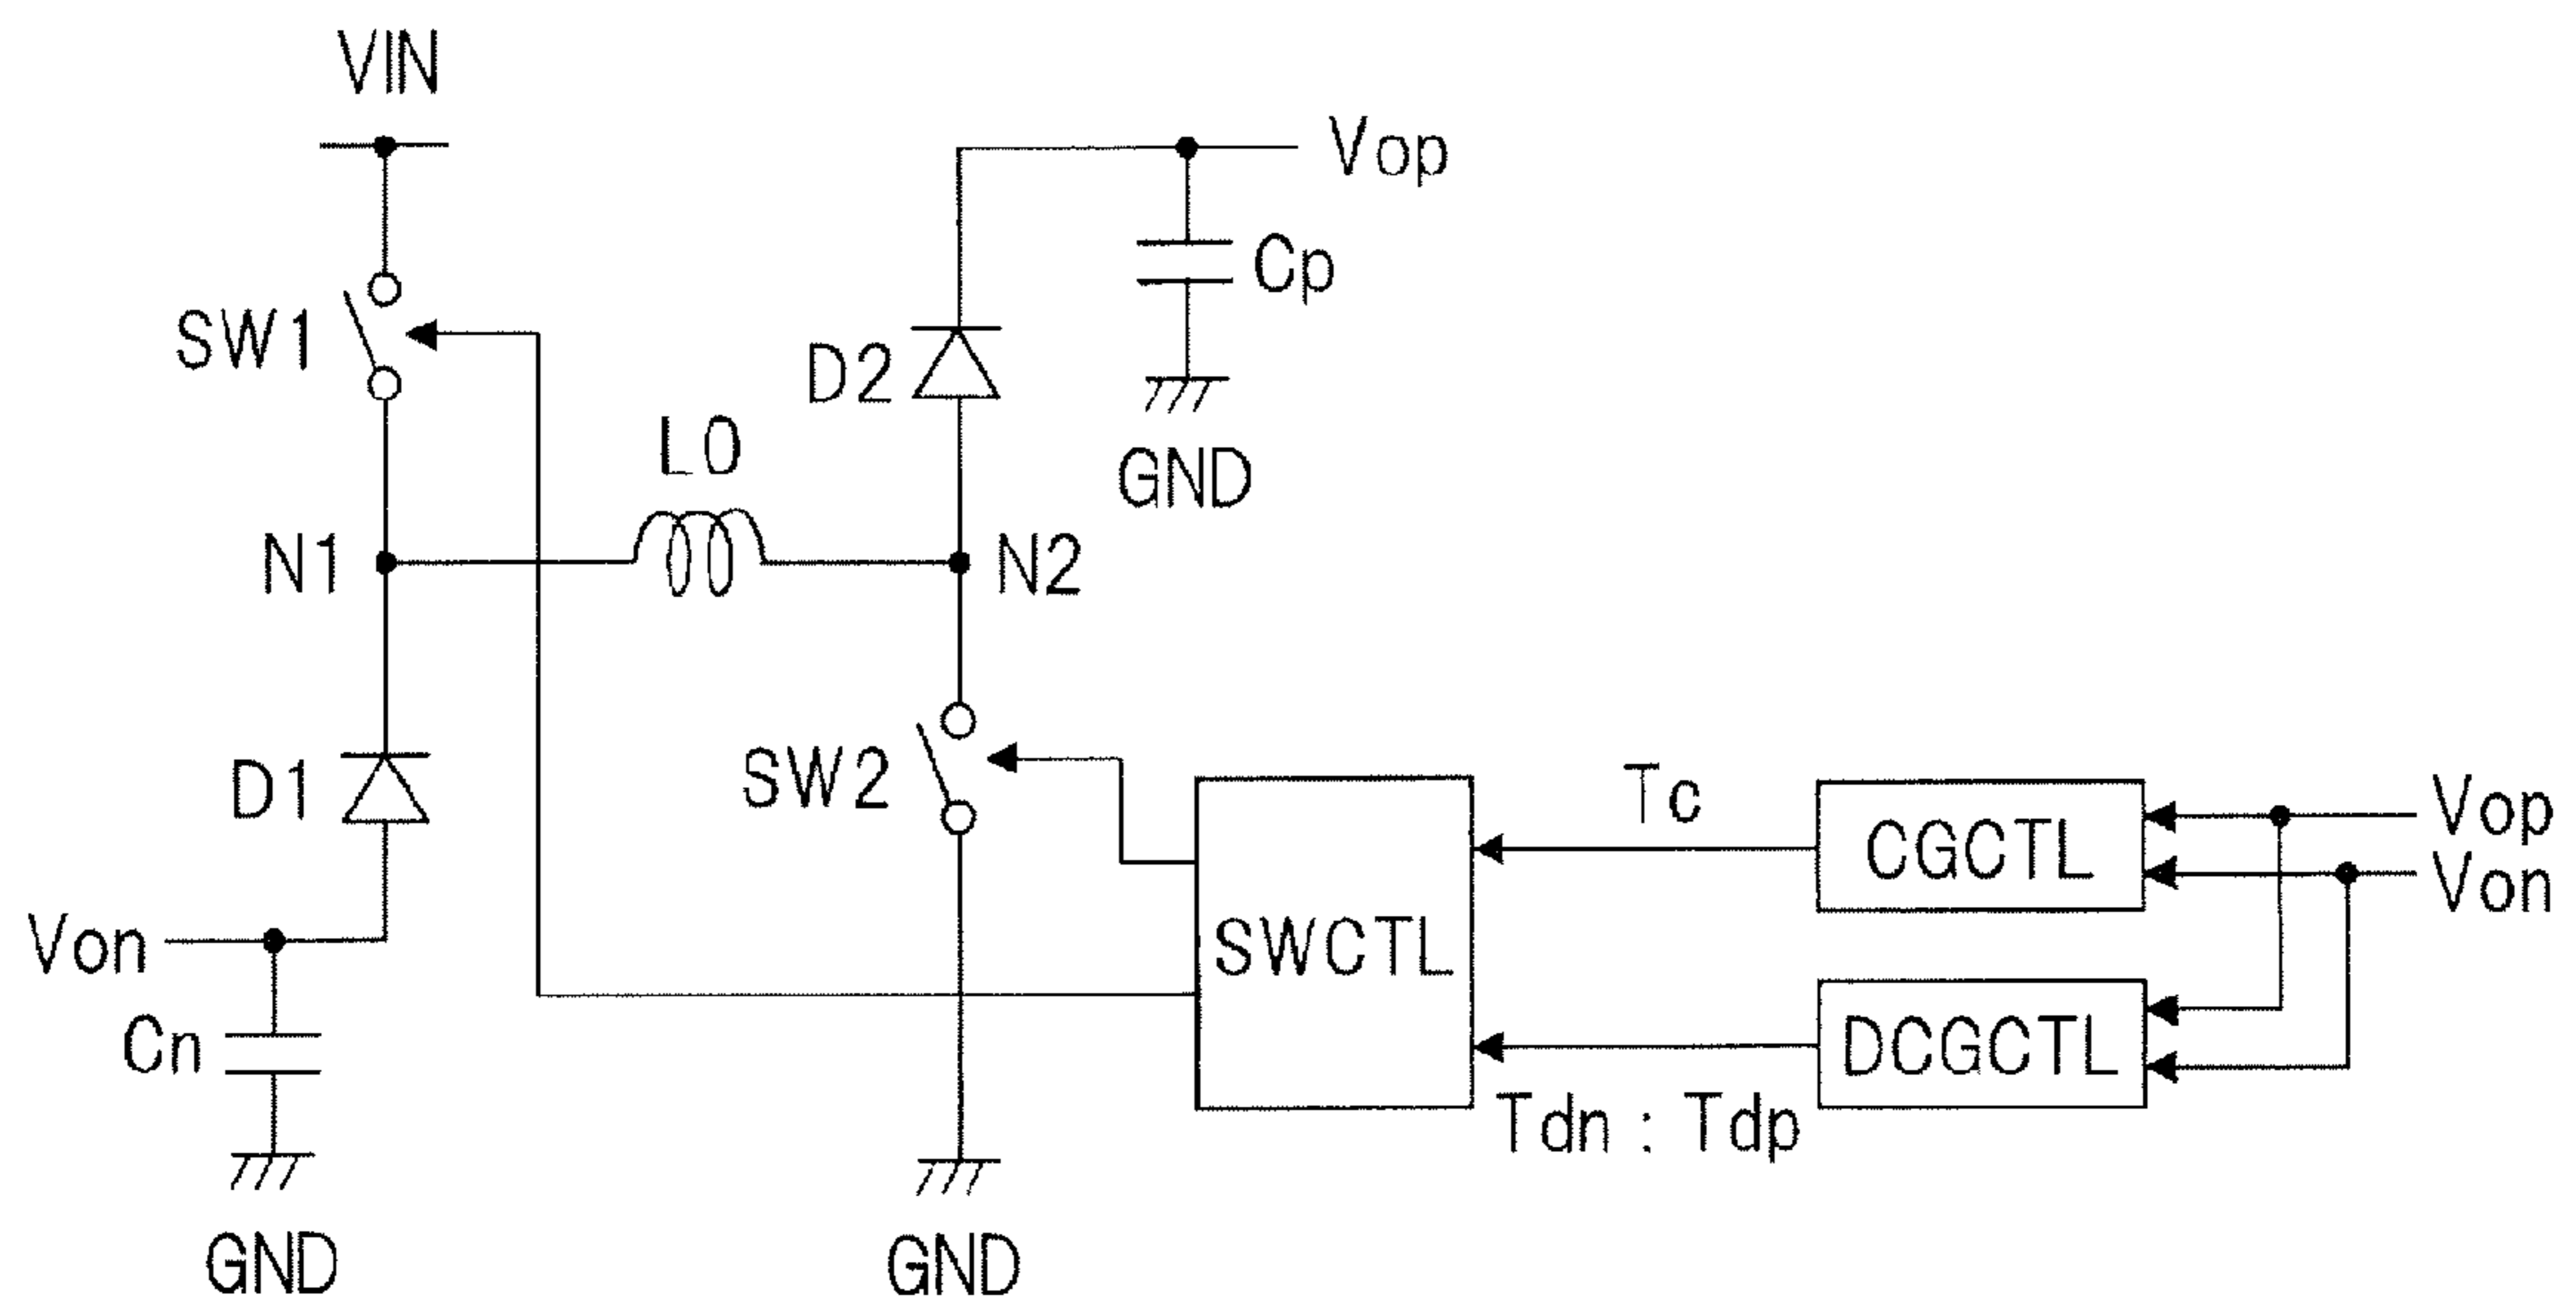 VIN
Vop
Cp
SW1
D2
L0
GND
N1
N2
SW2
D1
Tc
CGCTL
Vop
Von
Von
SWCTL
Cn
DCGCTL
Tdn : Tdp
GND
GND